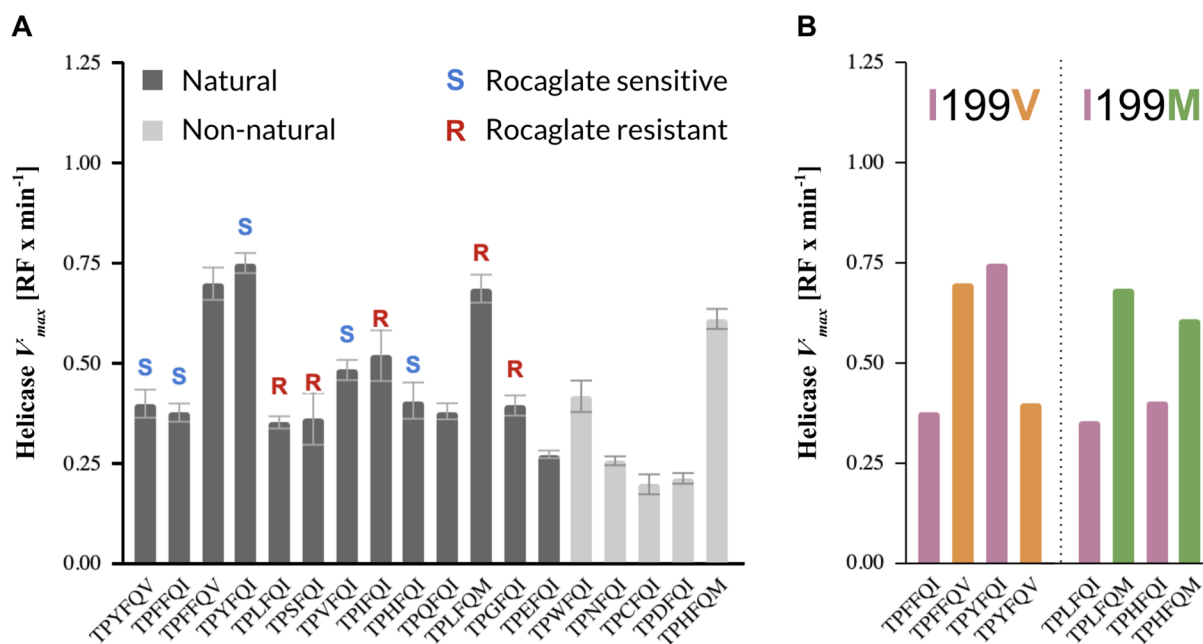 A
Helicase Vmax [RF x min-1]
1.25
1.00
0.75
0.50
0.25
0.00
Natural
Non-natural
S Rocaglate sensitive
R Rocaglate resistant
S
S
S
R
R
S
R
S
R
R
TPYFQV
TPFFQI
TPFFQV
TPYFQI
TPLFQI
TPSFQI
TPVFQI
TPIFQI
TPHFQI
TPQFQI
TPLFQM
TPGFQI
TPEFQI
TPWFQI
TPNFQI
TPCFQI
TPDFQI
TPHFQM
B
Helicase Vmax [RF x min-1]
1.25
1.00
0.75
0.50
0.25
0.00
I199V
I199M
TPFFQI
TPFFQV
TPYFQI
TPYFQV
TPLFQI
TPLFQM
TPHFQI
TPHFQM